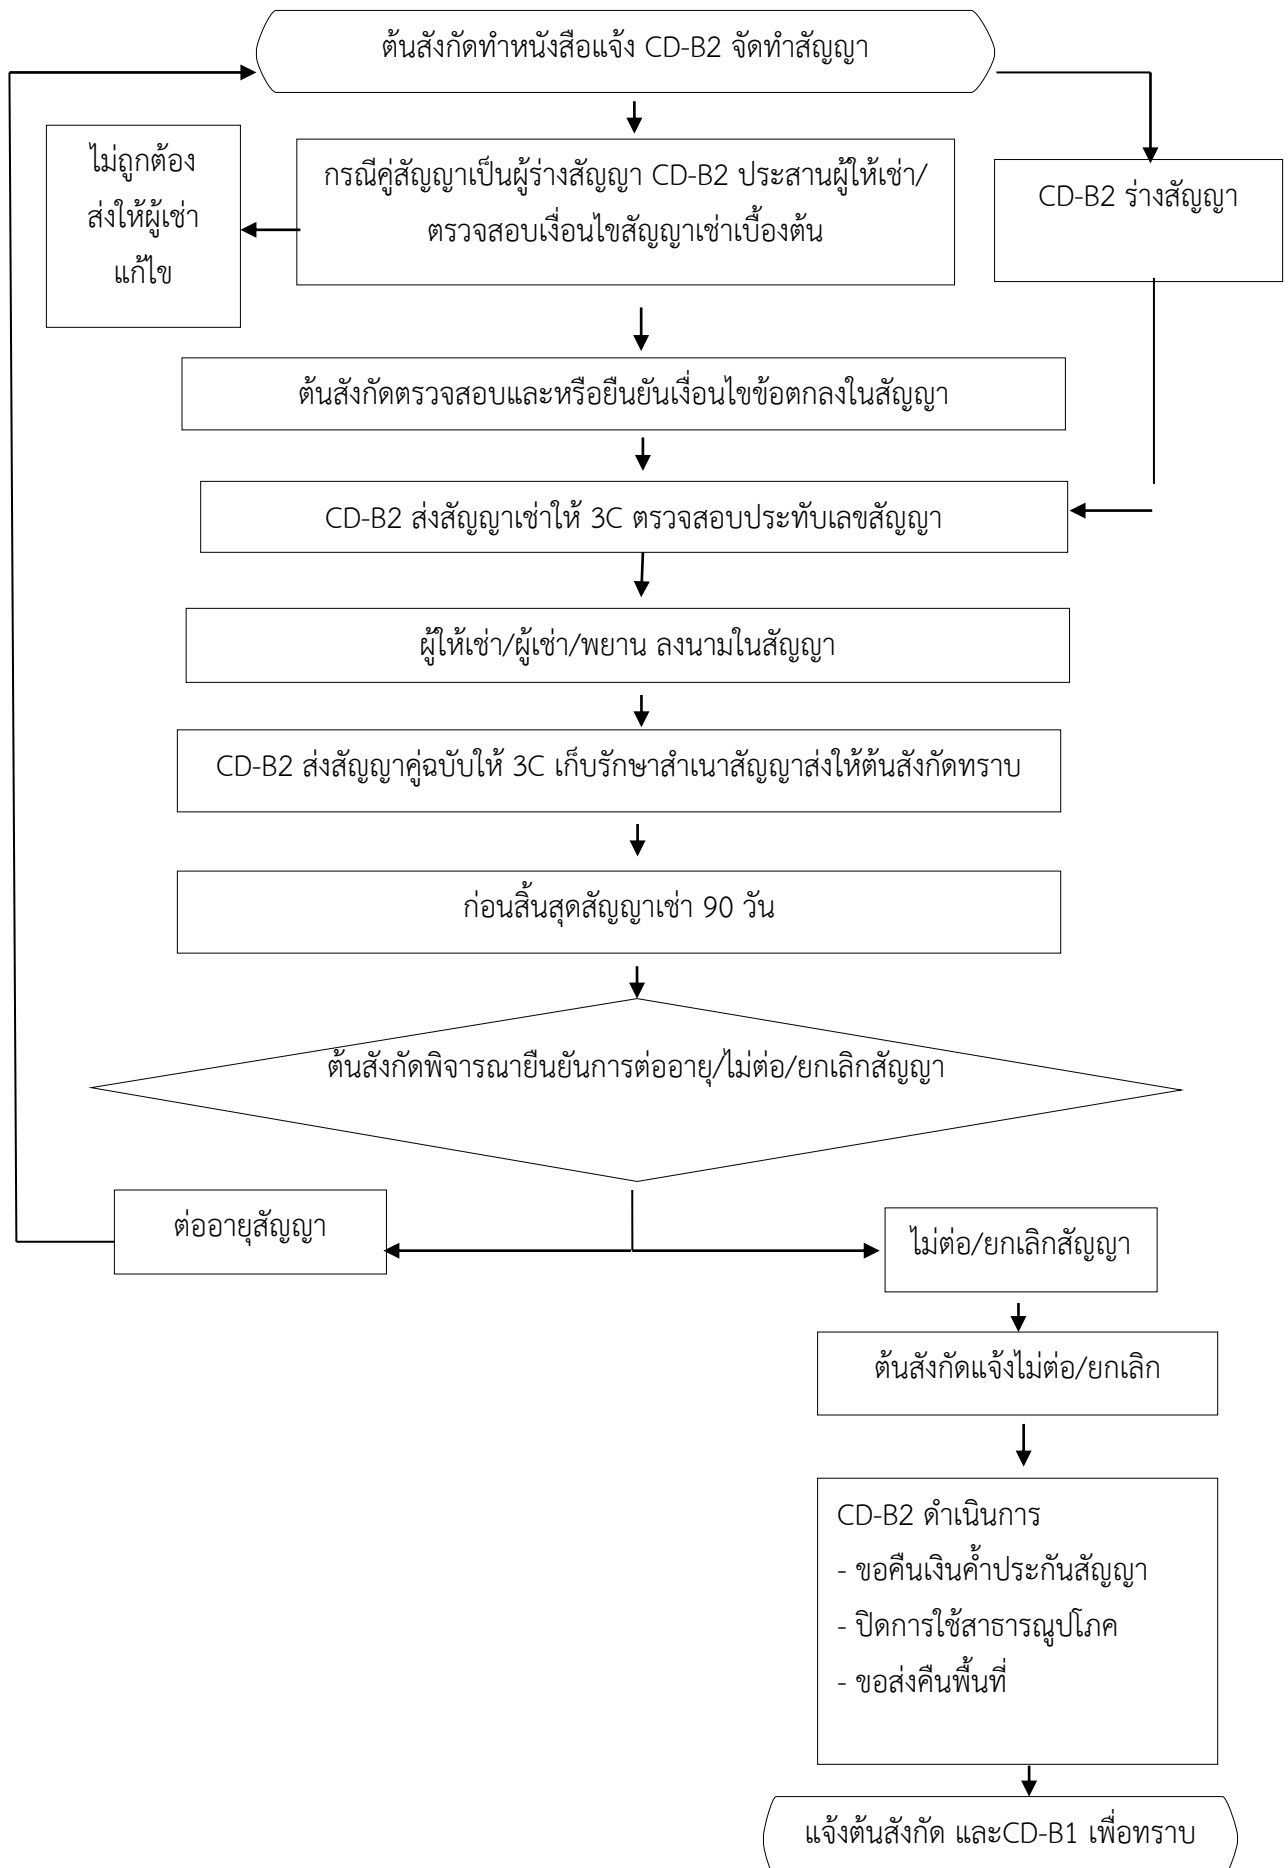 ต้นสังกัดทำหนังสือแจ้ง CD-B2 จัดทำสัญญา
ไม่ถูกต้อง
ส่งให้ผู้เช่า
แก้ไข
กรณีคู่สัญญาเป็นผู้ร่างสัญญา CD-B2 ประสานผู้ให้เช่า/
ตรวจสอบเงื่อนไขสัญญาเช่าเบื้องต้น
CD-B2 ร่างสัญญา
ต้นสังกัดตรวจสอบและหรือยืนยันเงื่อนไขข้อตกลงในสัญญา
CD-B2 ส่งสัญญาเช่าให้ 3C ตรวจสอบประทับเลขสัญญา
ผู้ให้เช่า/ผู้เช่า/พยาน ลงนามในสัญญา
CD-B2 ส่งสัญญาคู่ฉบับให้ 3C เก็บรักษาสำเนาสัญญาส่งให้ต้นสังกัดทราบ
ก่อนสิ้นสุดสัญญาเช่า 90 วัน
ต้นสังกัดพิจารณายืนยันการต่ออายุ/ไม่ต่อ/ยกเลิกสัญญา
ต่ออายุสัญญา
ไม่ต่อ/ยกเลิกสัญญา
ต้นสังกัดแจ้งไม่ต่อ/ยกเลิก
CD-B2 ดำเนินการ
- ขอคืนเงินค้ำประกันสัญญา
- ปิดการใช้สาธารณูปโภค
- ขอส่งคืนพื้นที่
แจ้งต้นสังกัด และCD-B1 เพื่อทราบ